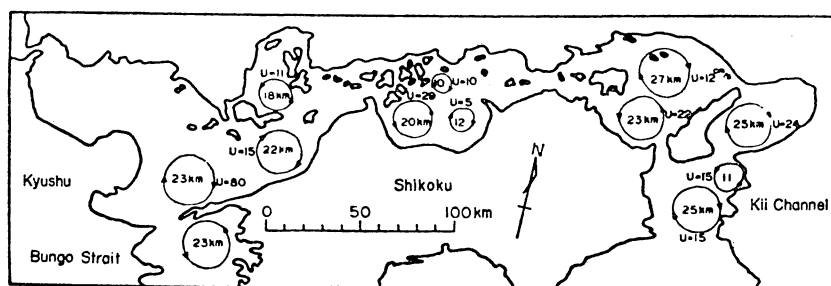 U=11
18km
10
U=10
U=29
U=5
20km
12
27km
U=12
23km
U=22
25km
U=24
U=15
22km
23km
U=80
Kyushu
Shikoku
N
U=15
11
25km
U=15
Kii Channel
0 50 100km
23km
Bungo Strait